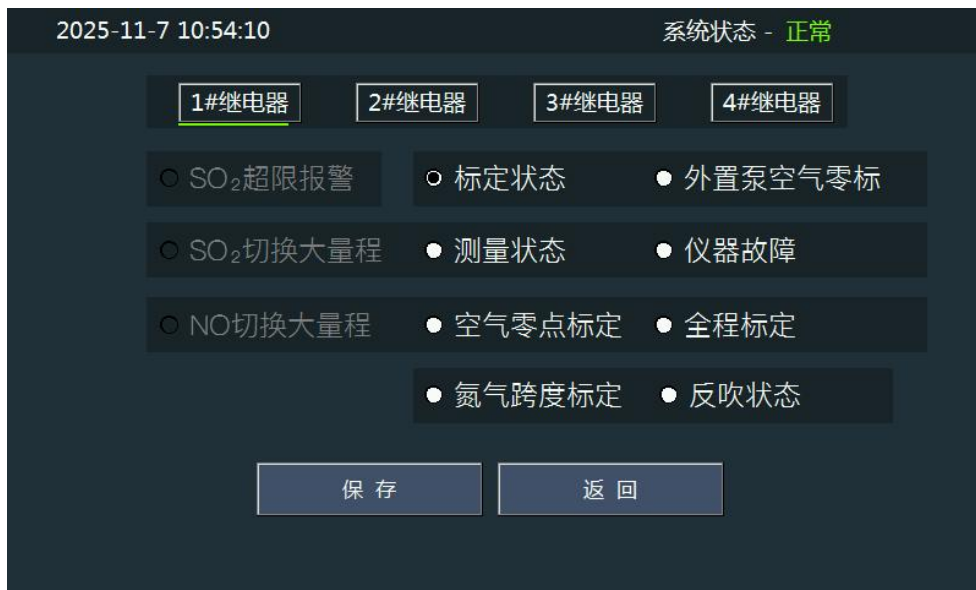 2025-11-7 10:54:10 系统状态 - 正常
1#继电器 2#继电器 3#继电器 4#继电器
SO₂超限报警 标定状态 外置泵空气零标
SO₂切换大量程 测量状态 仪器故障
NO切换大量程 空气零点标定 全程标定
氮气跨度标定 反吹状态
保 存 返 回